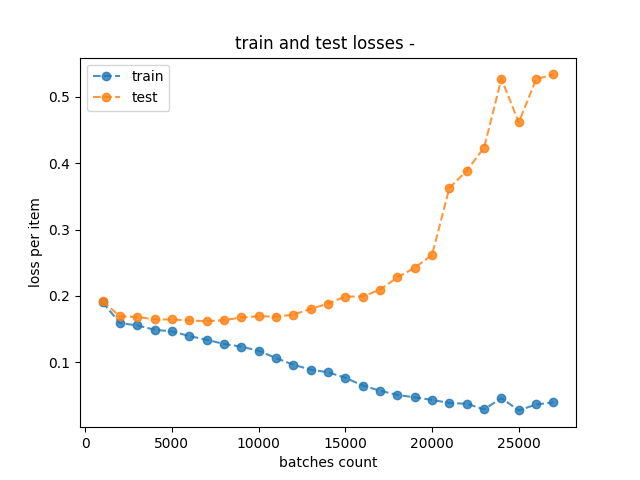 train and test losses -
train
test
0.5
0.4
0.3
0.2
0.1
loss per item
0 5000 10000 15000 20000 25000
batches count